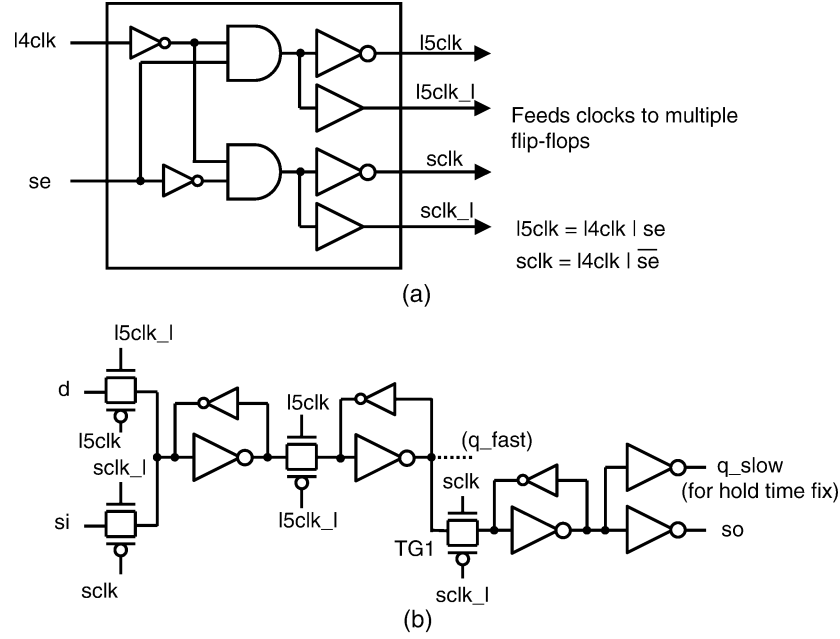 l4clk
l5clk
l5clk_l
Feeds clocks to multiple
flip-flops
sclk
se
sclk_l
l5clk = l4clk | se
sclk = l4clk | s̅e̅
(a)
l5clk_l
d
l5clk
l5clk
sclk_l
(q_fast)
q_slow
(for hold time fix)
sclk
l5clk_l
si
so
TG1
sclk
sclk_l
(b)